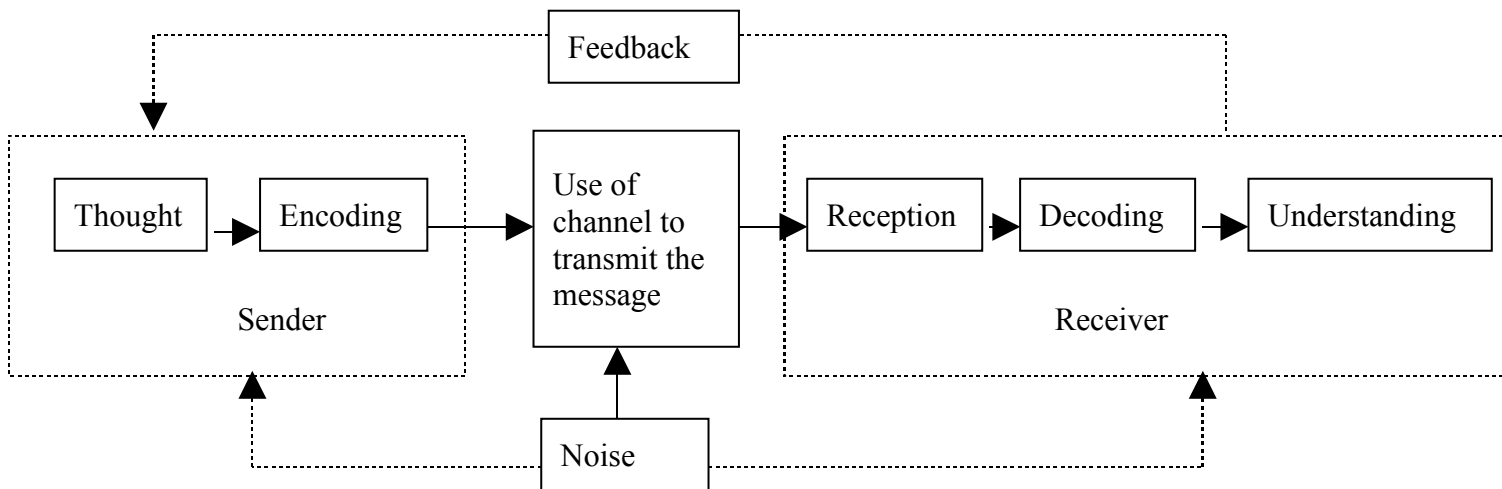 Feedback
Thought
Encoding
Use of
channel to
transmit the
message
Reception
Decoding
Understanding
Sender
Receiver
Noise